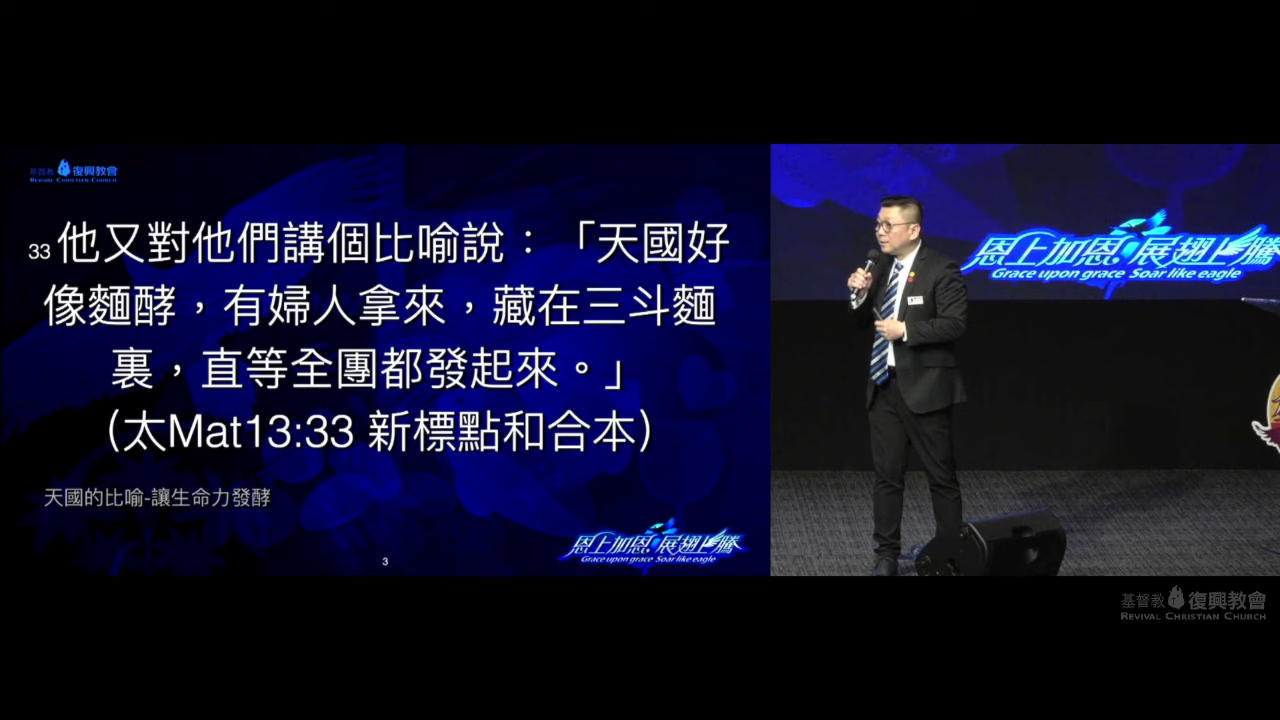 基督教 復興教會
REVIVAL CHRISTIAN CHURCH
33 他又對他們講個比喻說：「天國好
像麵酵，有婦人拿來，藏在三斗麵
裏，直等全團都發起來。」
（太Mat13:33 新標點和合本）
天國的比喻-讓生命力發酵
恩上加恩 展翅上騰
Grace upon grace Soar like eagle
3
恩上加恩 展翅上騰
Grace upon grace Soar like eagle
基督教 復興教會
REVIVAL CHRISTIAN CHURCH